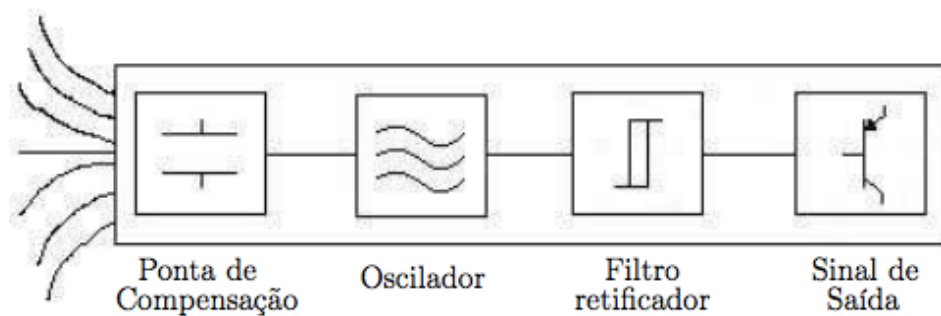 Ponta de
Compensação
Oscilador
Filtro
retificador
Sinal de
Saída